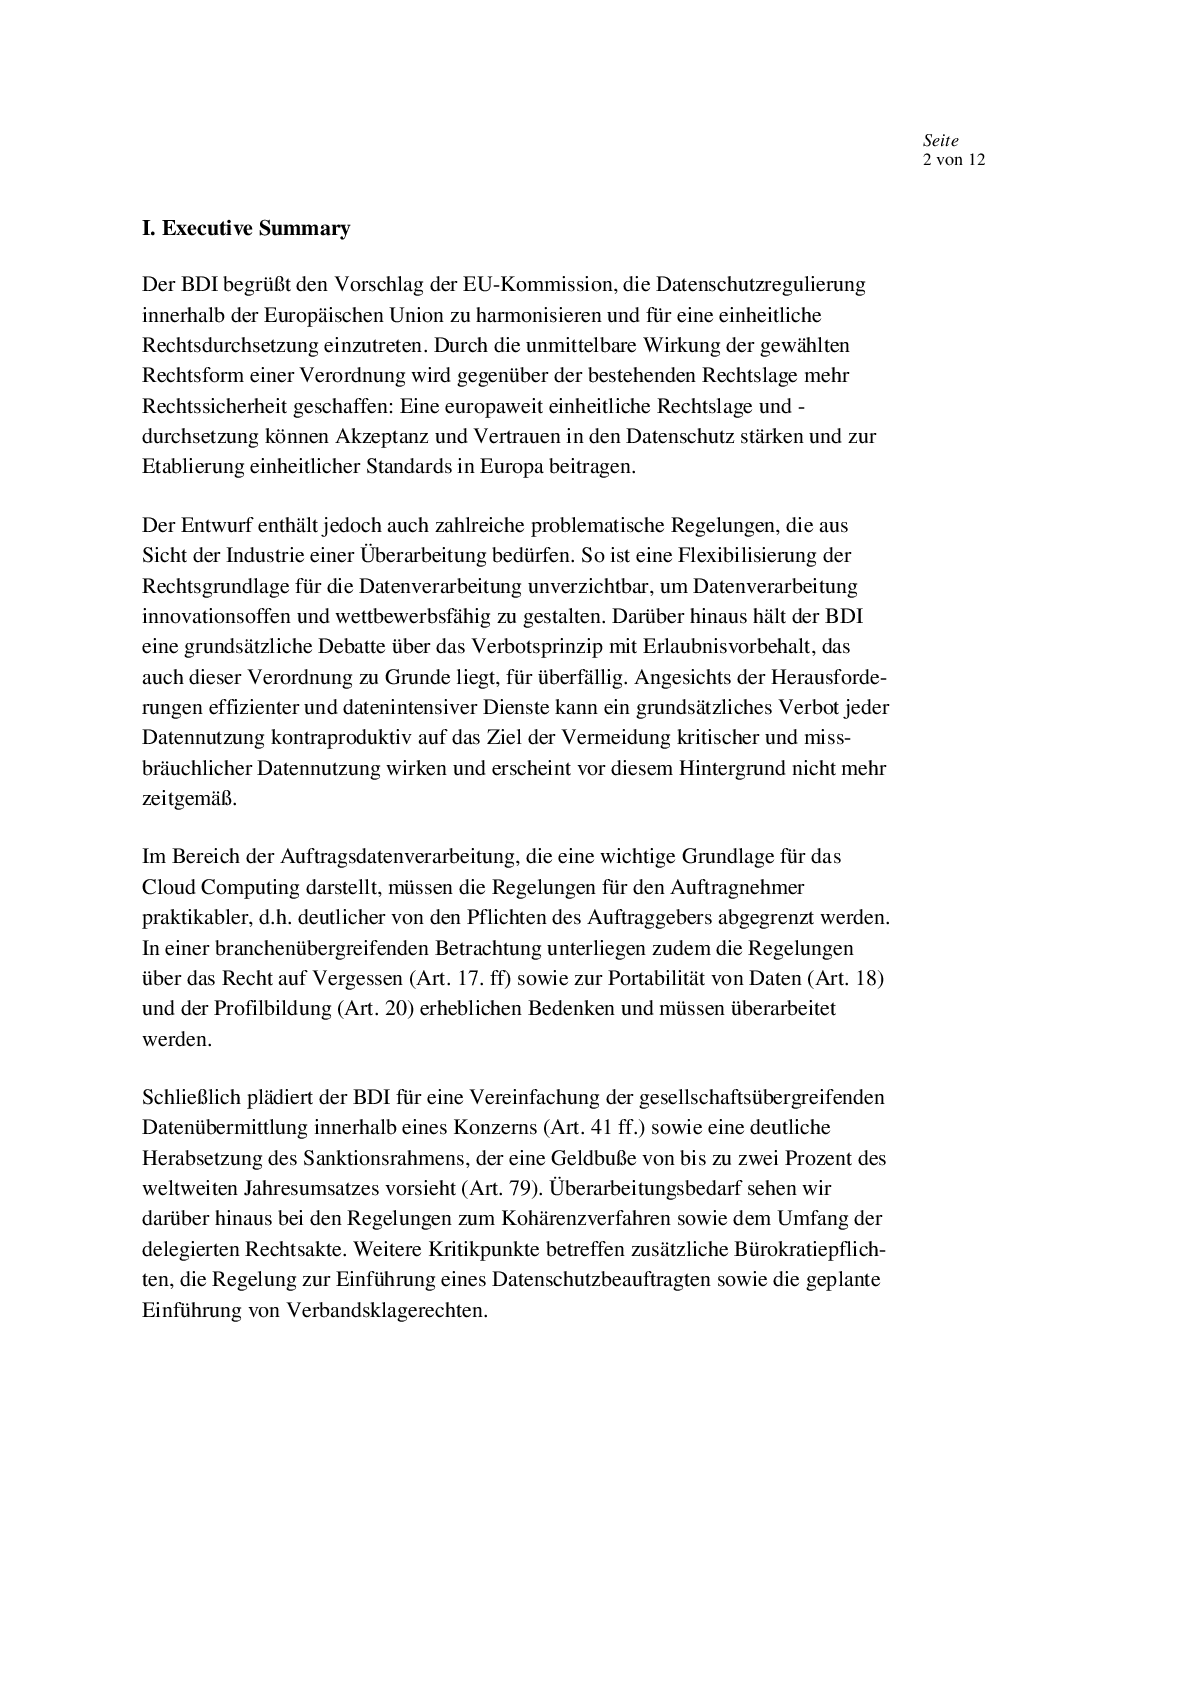 Seite
2 von 12
I. Executive Summary
Der BDI begrüßt den Vorschlag der EU-Kommission, die Datenschutzregulierung
innerhalb der Europäischen Union zu harmonisieren und für eine einheitliche
Rechtsdurchsetzung einzutreten. Durch die unmittelbare Wirkung der gewählten
Rechtsform einer Verordnung wird gegenüber der bestehenden Rechtslage mehr
Rechtssicherheit geschaffen: Eine europaweit einheitliche Rechtslage und -
durchsetzung können Akzeptanz und Vertrauen in den Datenschutz stärken und zur
Etablierung einheitlicher Standards in Europa beitragen.
Der Entwurf enthält jedoch auch zahlreiche problematische Regelungen, die aus
Sicht der Industrie einer Überarbeitung bedürfen. So ist eine Flexibilisierung der
Rechtsgrundlage für die Datenverarbeitung unverzichtbar, um Datenverarbeitung
innovationsoffen und wettbewerbsfähig zu gestalten. Darüber hinaus hält der BDI
eine grundsätzliche Debatte über das Verbotsprinzip mit Erlaubnisvorbehalt, das
auch dieser Verordnung zu Grunde liegt, für überfällig. Angesichts der Herausforde-
rungen effizienter und datenintensiver Dienste kann ein grundsätzliches Verbot jeder
Datennutzung kontraproduktiv auf das Ziel der Vermeidung kritischer und miss-
bräuchlicher Datennutzung wirken und erscheint vor diesem Hintergrund nicht mehr
zeitgemäß.
Im Bereich der Auftragsdatenverarbeitung, die eine wichtige Grundlage für das
Cloud Computing darstellt, müssen die Regelungen für den Auftragnehmer
praktikabler, d.h. deutlicher von den Pflichten des Auftraggebers abgegrenzt werden.
In einer branchenübergreifenden Betrachtung unterliegen zudem die Regelungen
über das Recht auf Vergessen (Art. 17. ff) sowie zur Portabilität von Daten (Art. 18)
und der Profilbildung (Art. 20) erheblichen Bedenken und müssen überarbeitet
werden.
Schließlich plädiert der BDI für eine Vereinfachung der gesellschaftsübergreifenden
Datenübermittlung innerhalb eines Konzerns (Art. 41 ff.) sowie eine deutliche
Herabsetzung des Sanktionsrahmens, der eine Geldbuße von bis zu zwei Prozent des
weltweiten Jahresumsatzes vorsieht (Art. 79). Überarbeitungsbedarf sehen wir
darüber hinaus bei den Regelungen zum Kohärenzverfahren sowie dem Umfang der
delegierten Rechtsakte. Weitere Kritikpunkte betreffen zusätzliche Bürokratiepflich-
ten, die Regelung zur Einführung eines Datenschutzbeauftragten sowie die geplante
Einführung von Verbandsklagerechten.